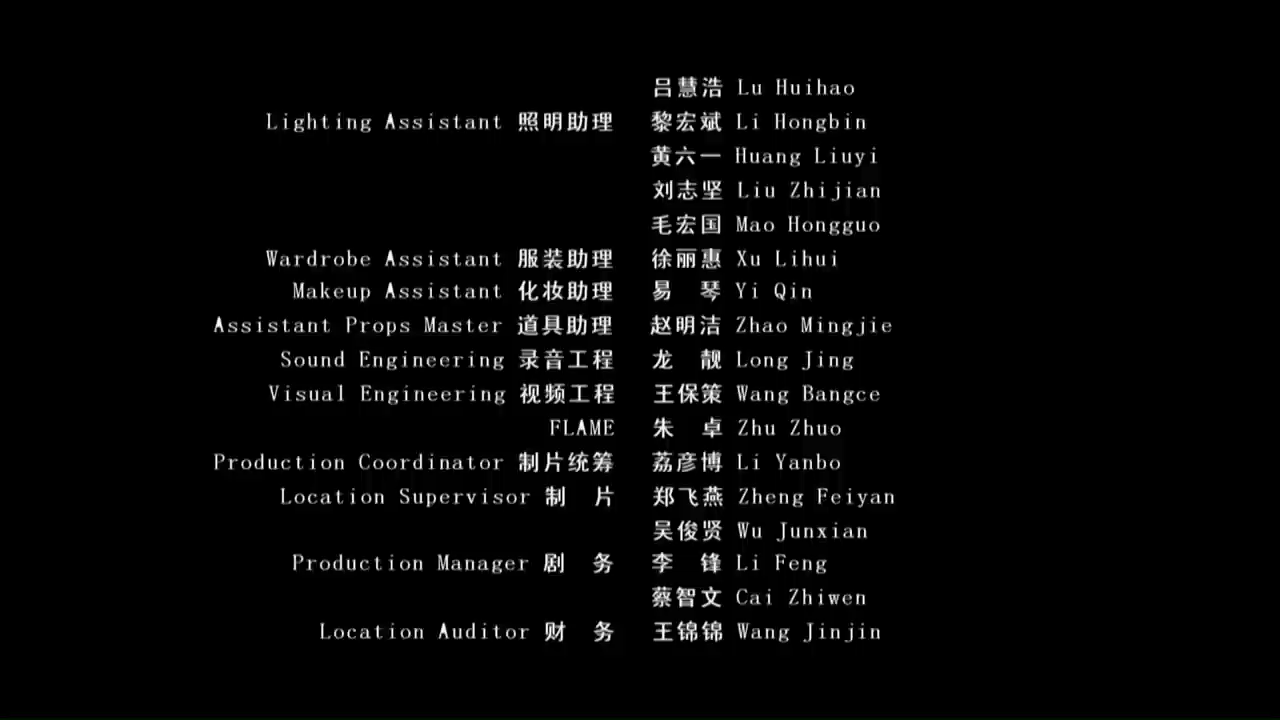 吕慧浩 Lu Huihao
Lighting Assistant 照明助理 黎宏斌 Li Hongbin
黄六一 Huang Liuyi
刘志坚 Liu Zhijian
毛宏国 Mao Hongguo
Wardrobe Assistant 服装助理 徐丽惠 Xu Lihui
Makeup Assistant 化妆助理 易 琴 Yi Qin
Assistant Props Master 道具助理 赵明洁 Zhao Mingjie
Sound Engineering 录音工程 龙 靓 Long Jing
Visual Engineering 视频工程 王保策 Wang Bangce
FLAME 朱 卓 Zhu Zhuo
Production Coordinator 制片统筹 荔彦博 Li Yanbo
Location Supervisor 制 片 郑飞燕 Zheng Feiyan
吴俊贤 Wu Junxian
Production Manager 剧 务 李 锋 Li Feng
蔡智文 Cai Zhiwen
Location Auditor 财 务 王锦锦 Wang Jinjin